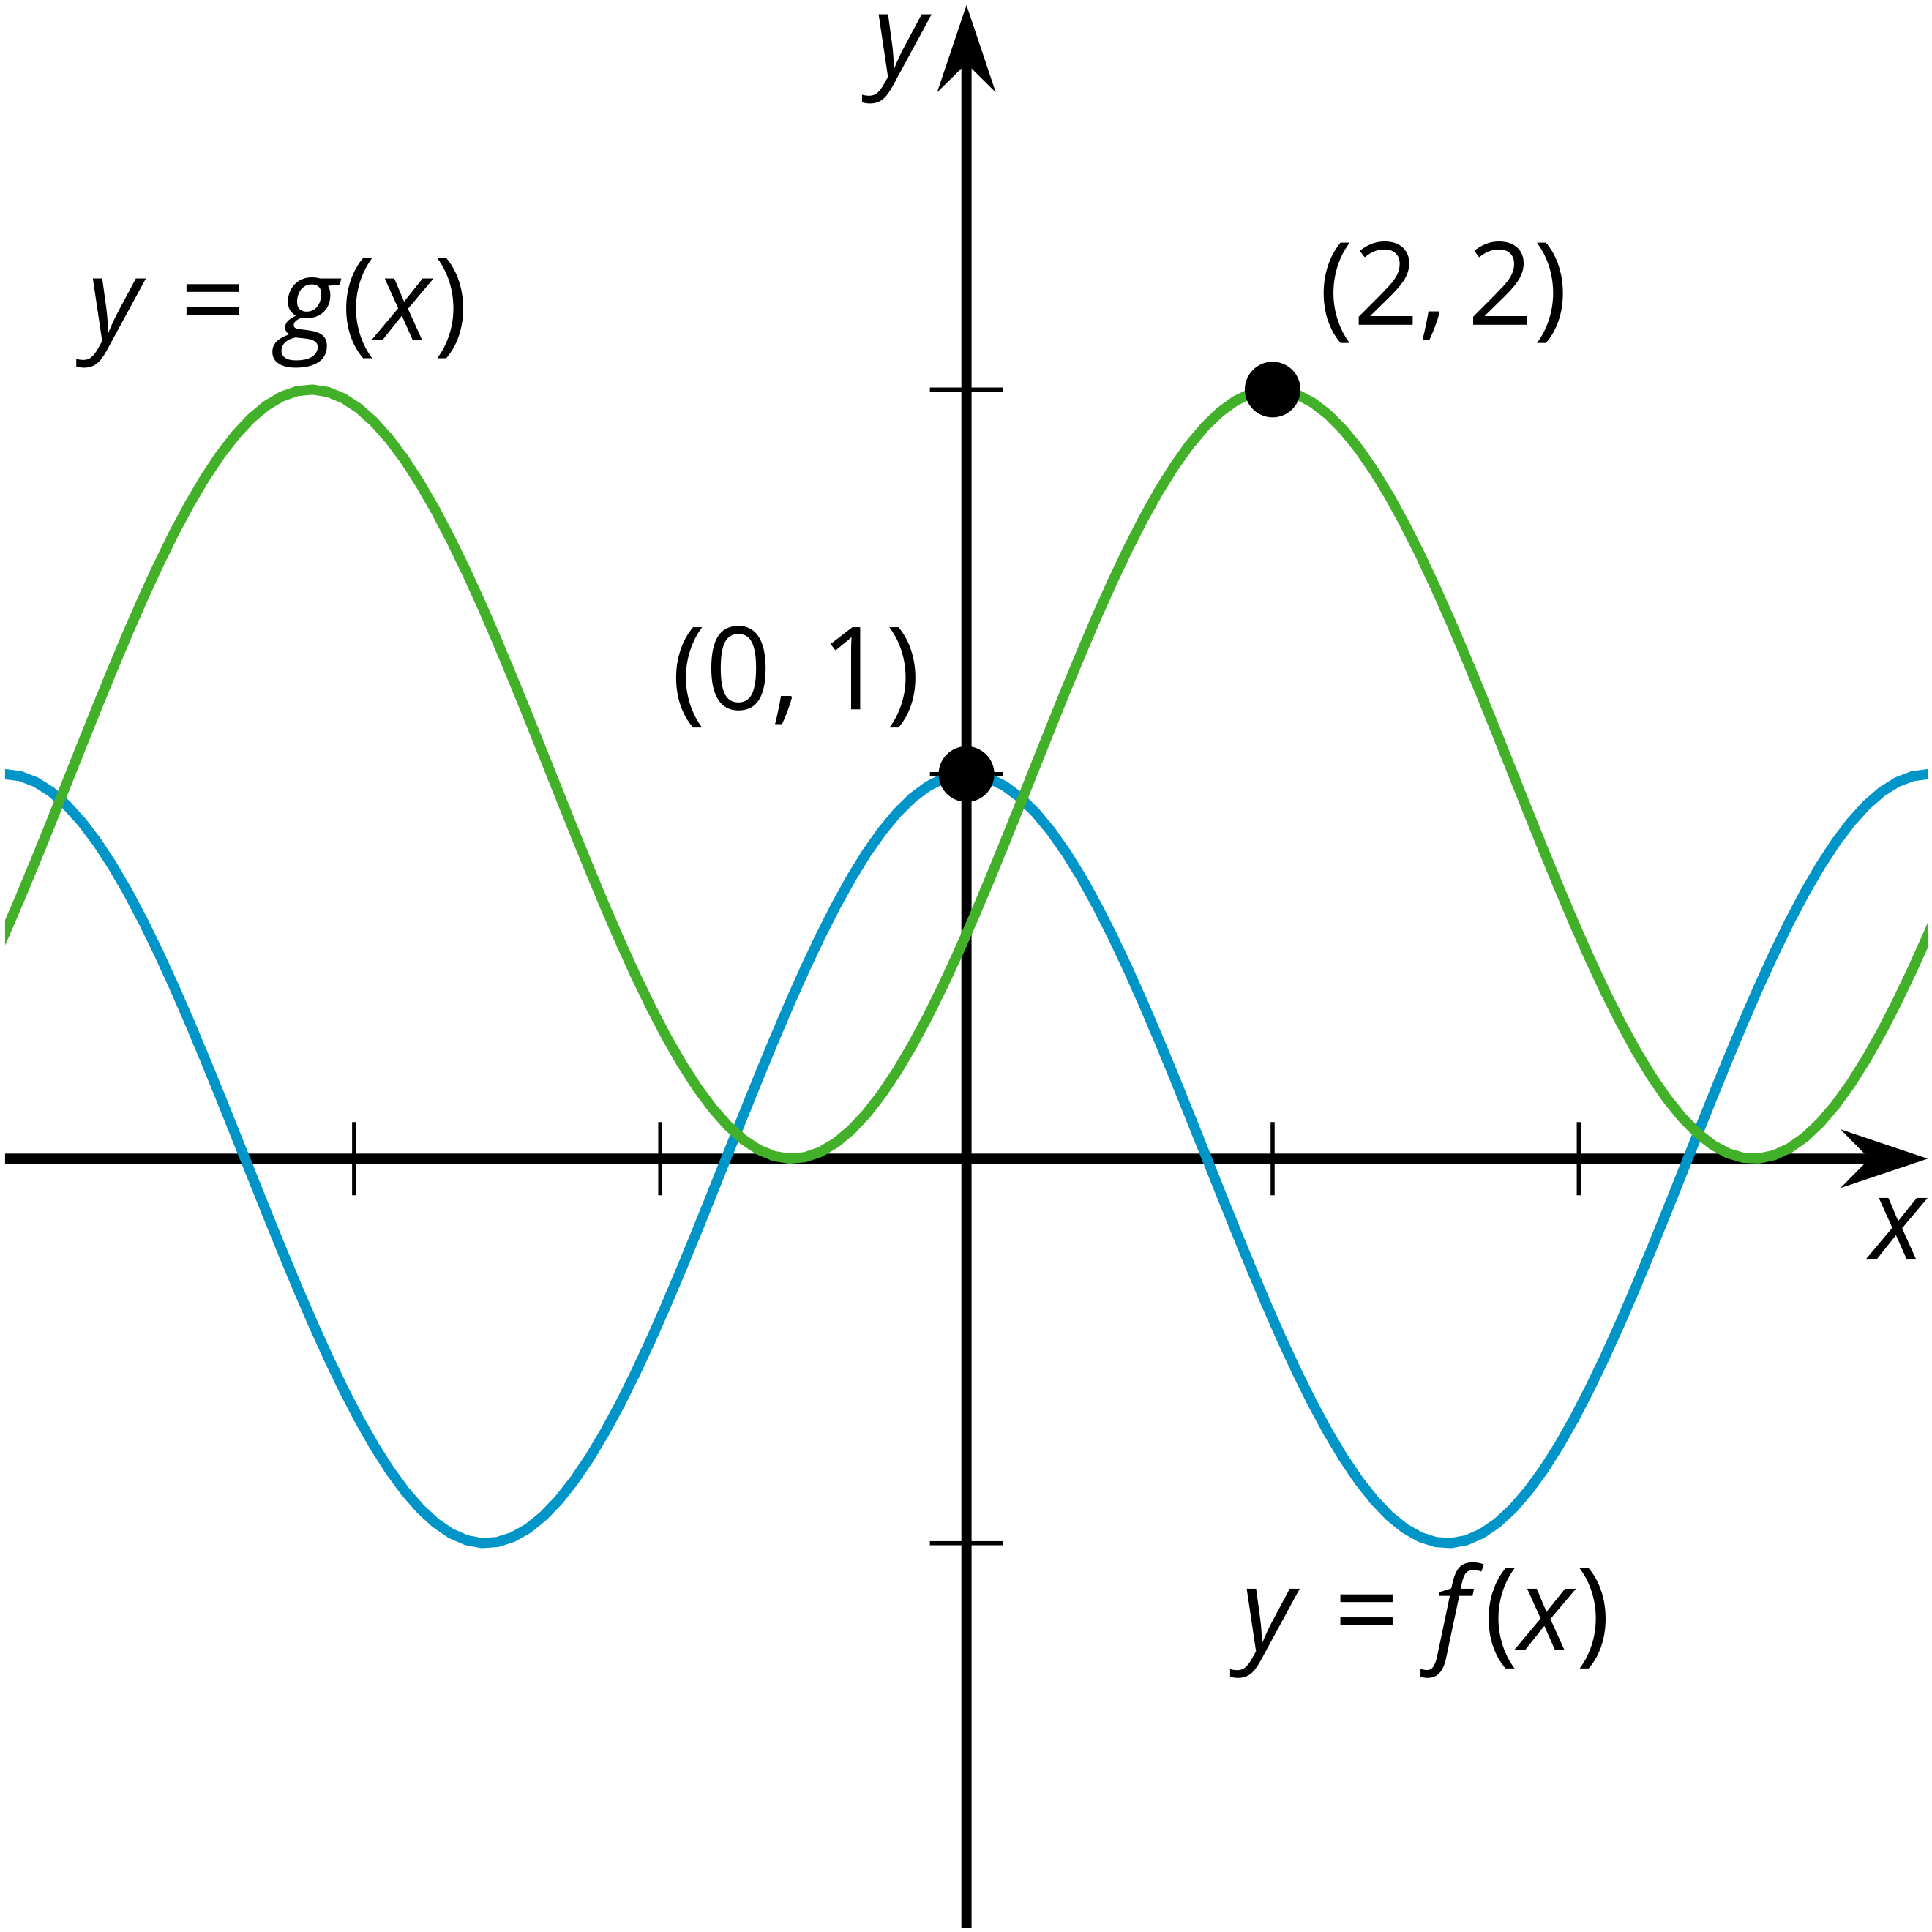 y
y = g(x)
(2, 2)
(0, 1)
x
y = f(x)